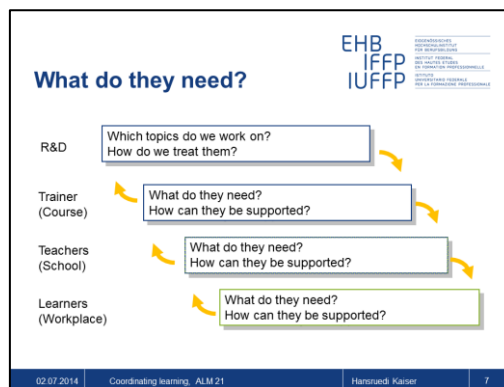 EHB
IFFP
IUFFP
EIDGENÖSSISCHES
HOCHSCHULINSTITUT
FÜR BERUFSBILDUNG
INSTITUT FÉDÉRAL
DES HAUTES ÉTUDES
EN FORMATION PROFESSIONNELLE
ISTITUTO
UNIVERSITARIO FEDERALE
PER LA FORMAZIONE PROFESSIONALE
What do they need?
R&D
Which topics do we work on?
How do we treat them?
Trainer
(Course)
What do they need?
How can they be supported?
Teachers
(School)
What do they need?
How can they be supported?
Learners
(Workplace)
What do they need?
How can they be supported?
02.07.2014 Coordinating learning, ALM 21 Hansruedi Kaiser 7